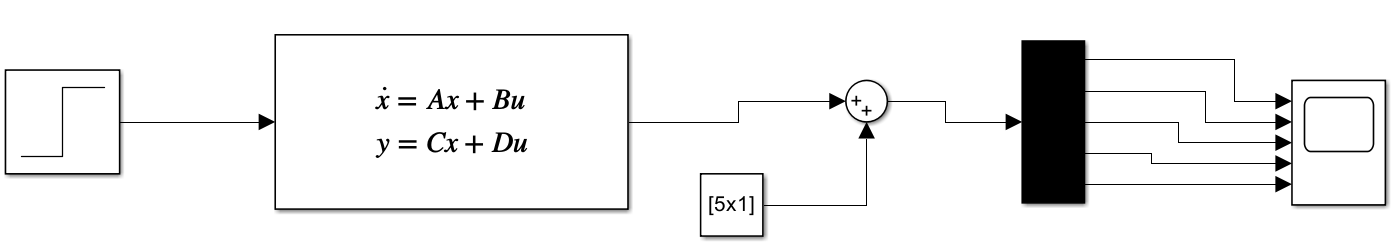 ẋ = Ax + Bu
y = Cx + Du
+
+
[5x1]